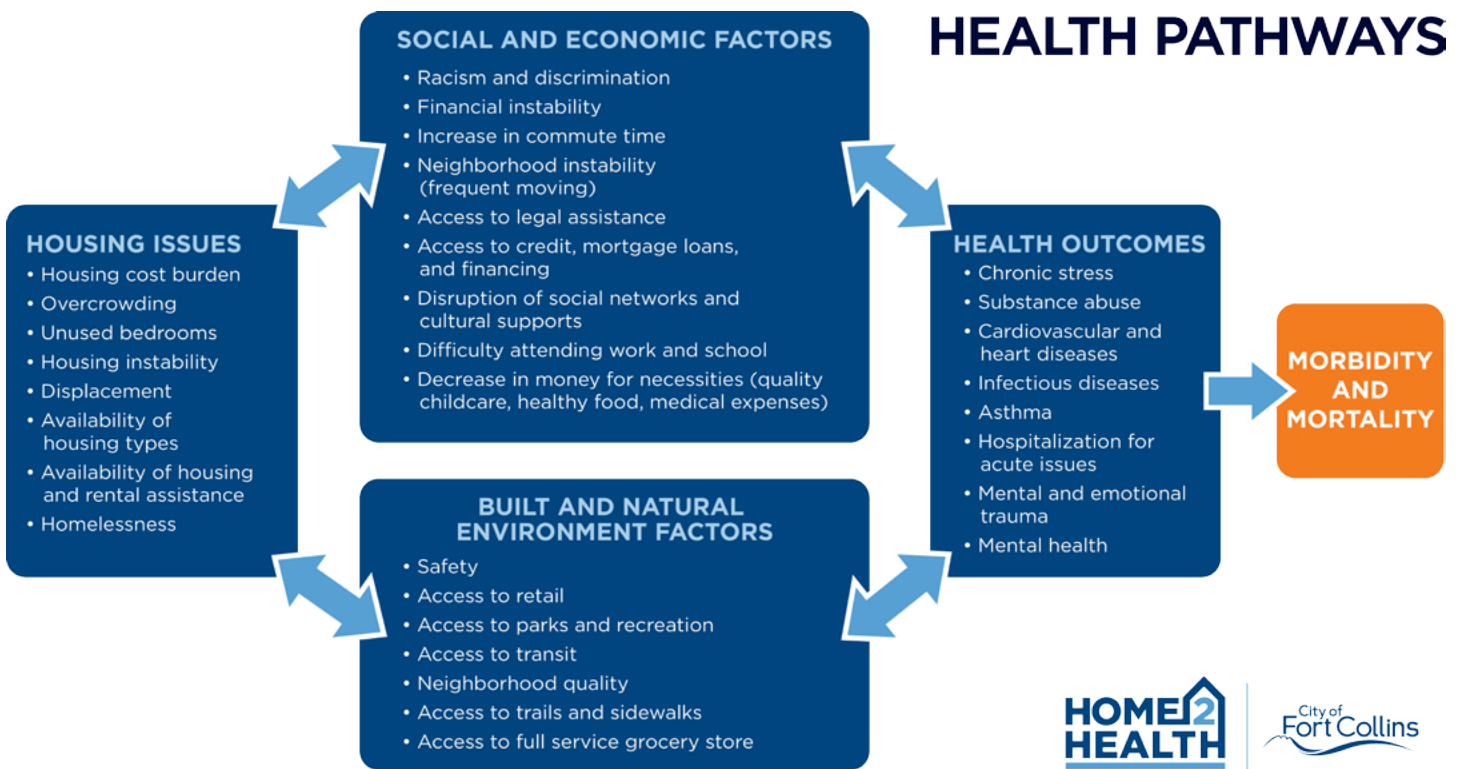 HEALTH PATHWAYS
SOCIAL AND ECONOMIC FACTORS
• Racism and discrimination
• Financial instability
• Increase in commute time
• Neighborhood instability
(frequent moving)
• Access to legal assistance
• Access to credit, mortgage loans,
and financing
• Disruption of social networks and
cultural supports
• Difficulty attending work and school
• Decrease in money for necessities (quality
childcare, healthy food, medical expenses)
HOUSING ISSUES
• Housing cost burden
• Overcrowding
• Unused bedrooms
• Housing instability
• Displacement
• Availability of
housing types
• Availability of housing
and rental assistance
• Homelessness
BUILT AND NATURAL
ENVIRONMENT FACTORS
• Safety
• Access to retail
• Access to parks and recreation
• Access to transit
• Neighborhood quality
• Access to trails and sidewalks
• Access to full service grocery store
HEALTH OUTCOMES
• Chronic stress
• Substance abuse
• Cardiovascular and
heart diseases
• Infectious diseases
• Asthma
• Hospitalization for
acute issues
• Mental and emotional
trauma
• Mental health
MORBIDITY
AND
MORTALITY
HOME2
HEALTH
City of
Fort Collins